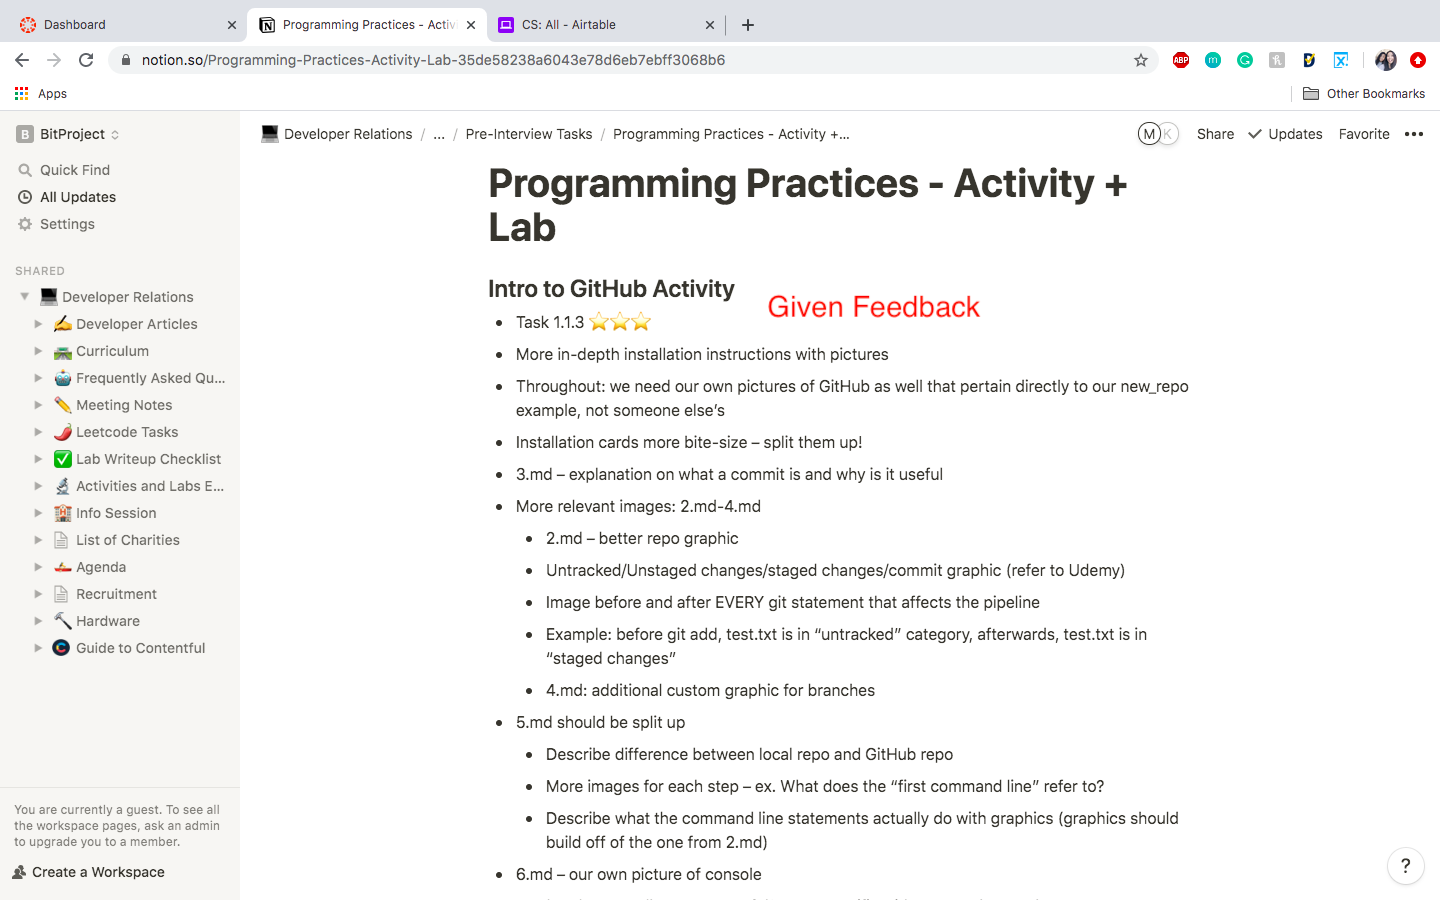 Dashboard
Programming Practices - Activ
CS: All - Airtable
notion.so/Programming-Practices-Activity-Lab-35de58238a6043e78d6eb7ebff3068b6
ABP
Apps
Other Bookmarks
B BitProject
Quick Find
All Updates
Settings
SHARED
Developer Relations
Developer Articles
Curriculum
Frequently Asked Qu...
Meeting Notes
Leetcode Tasks
Lab Writeup Checklist
Activities and Labs E...
Info Session
List of Charities
Agenda
Recruitment
Hardware
Guide to Contentful
You are currently a guest. To see all
the workspace pages, ask an admin
to upgrade you to a member.
Create a Workspace
Developer Relations / ... / Pre-Interview Tasks / Programming Practices - Activity +...
M K Share Updates Favorite
Programming Practices - Activity +
Lab
Intro to GitHub Activity
Given Feedback
Task 1.1.3 ⭐⭐⭐
More in-depth installation instructions with pictures
Throughout: we need our own pictures of GitHub as well that pertain directly to our new_repo
example, not someone else’s
Installation cards more bite-size – split them up!
3.md – explanation on what a commit is and why is it useful
More relevant images: 2.md-4.md
2.md – better repo graphic
Untracked/Unstaged changes/staged changes/commit graphic (refer to Udemy)
Image before and after EVERY git statement that affects the pipeline
Example: before git add, test.txt is in “untracked” category, afterwards, test.txt is in
“staged changes”
4.md: additional custom graphic for branches
5.md should be split up
Describe difference between local repo and GitHub repo
More images for each step – ex. What does the “first command line” refer to?
Describe what the command line statements actually do with graphics (graphics should
build off of the one from 2.md)
6.md – our own picture of console
?